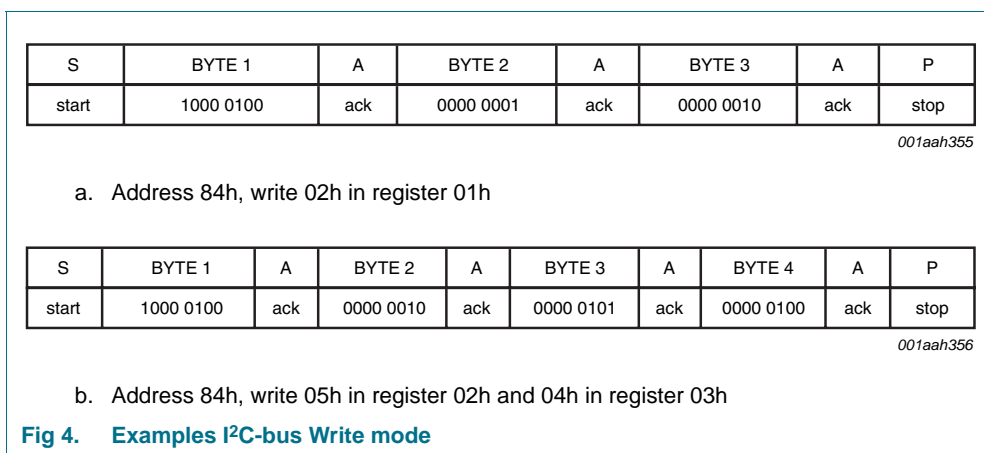 S BYTE 1 A BYTE 2 A BYTE 3 A P
start 1000 0100 ack 0000 0001 ack 0000 0010 ack stop
001aah355
a. Address 84h, write 02h in register 01h
S BYTE 1 A BYTE 2 A BYTE 3 A BYTE 4 A P
start 1000 0100 ack 0000 0010 ack 0000 0101 ack 0000 0100 ack stop
001aah356
b. Address 84h, write 05h in register 02h and 04h in register 03h
Fig 4. Examples I²C-bus Write mode